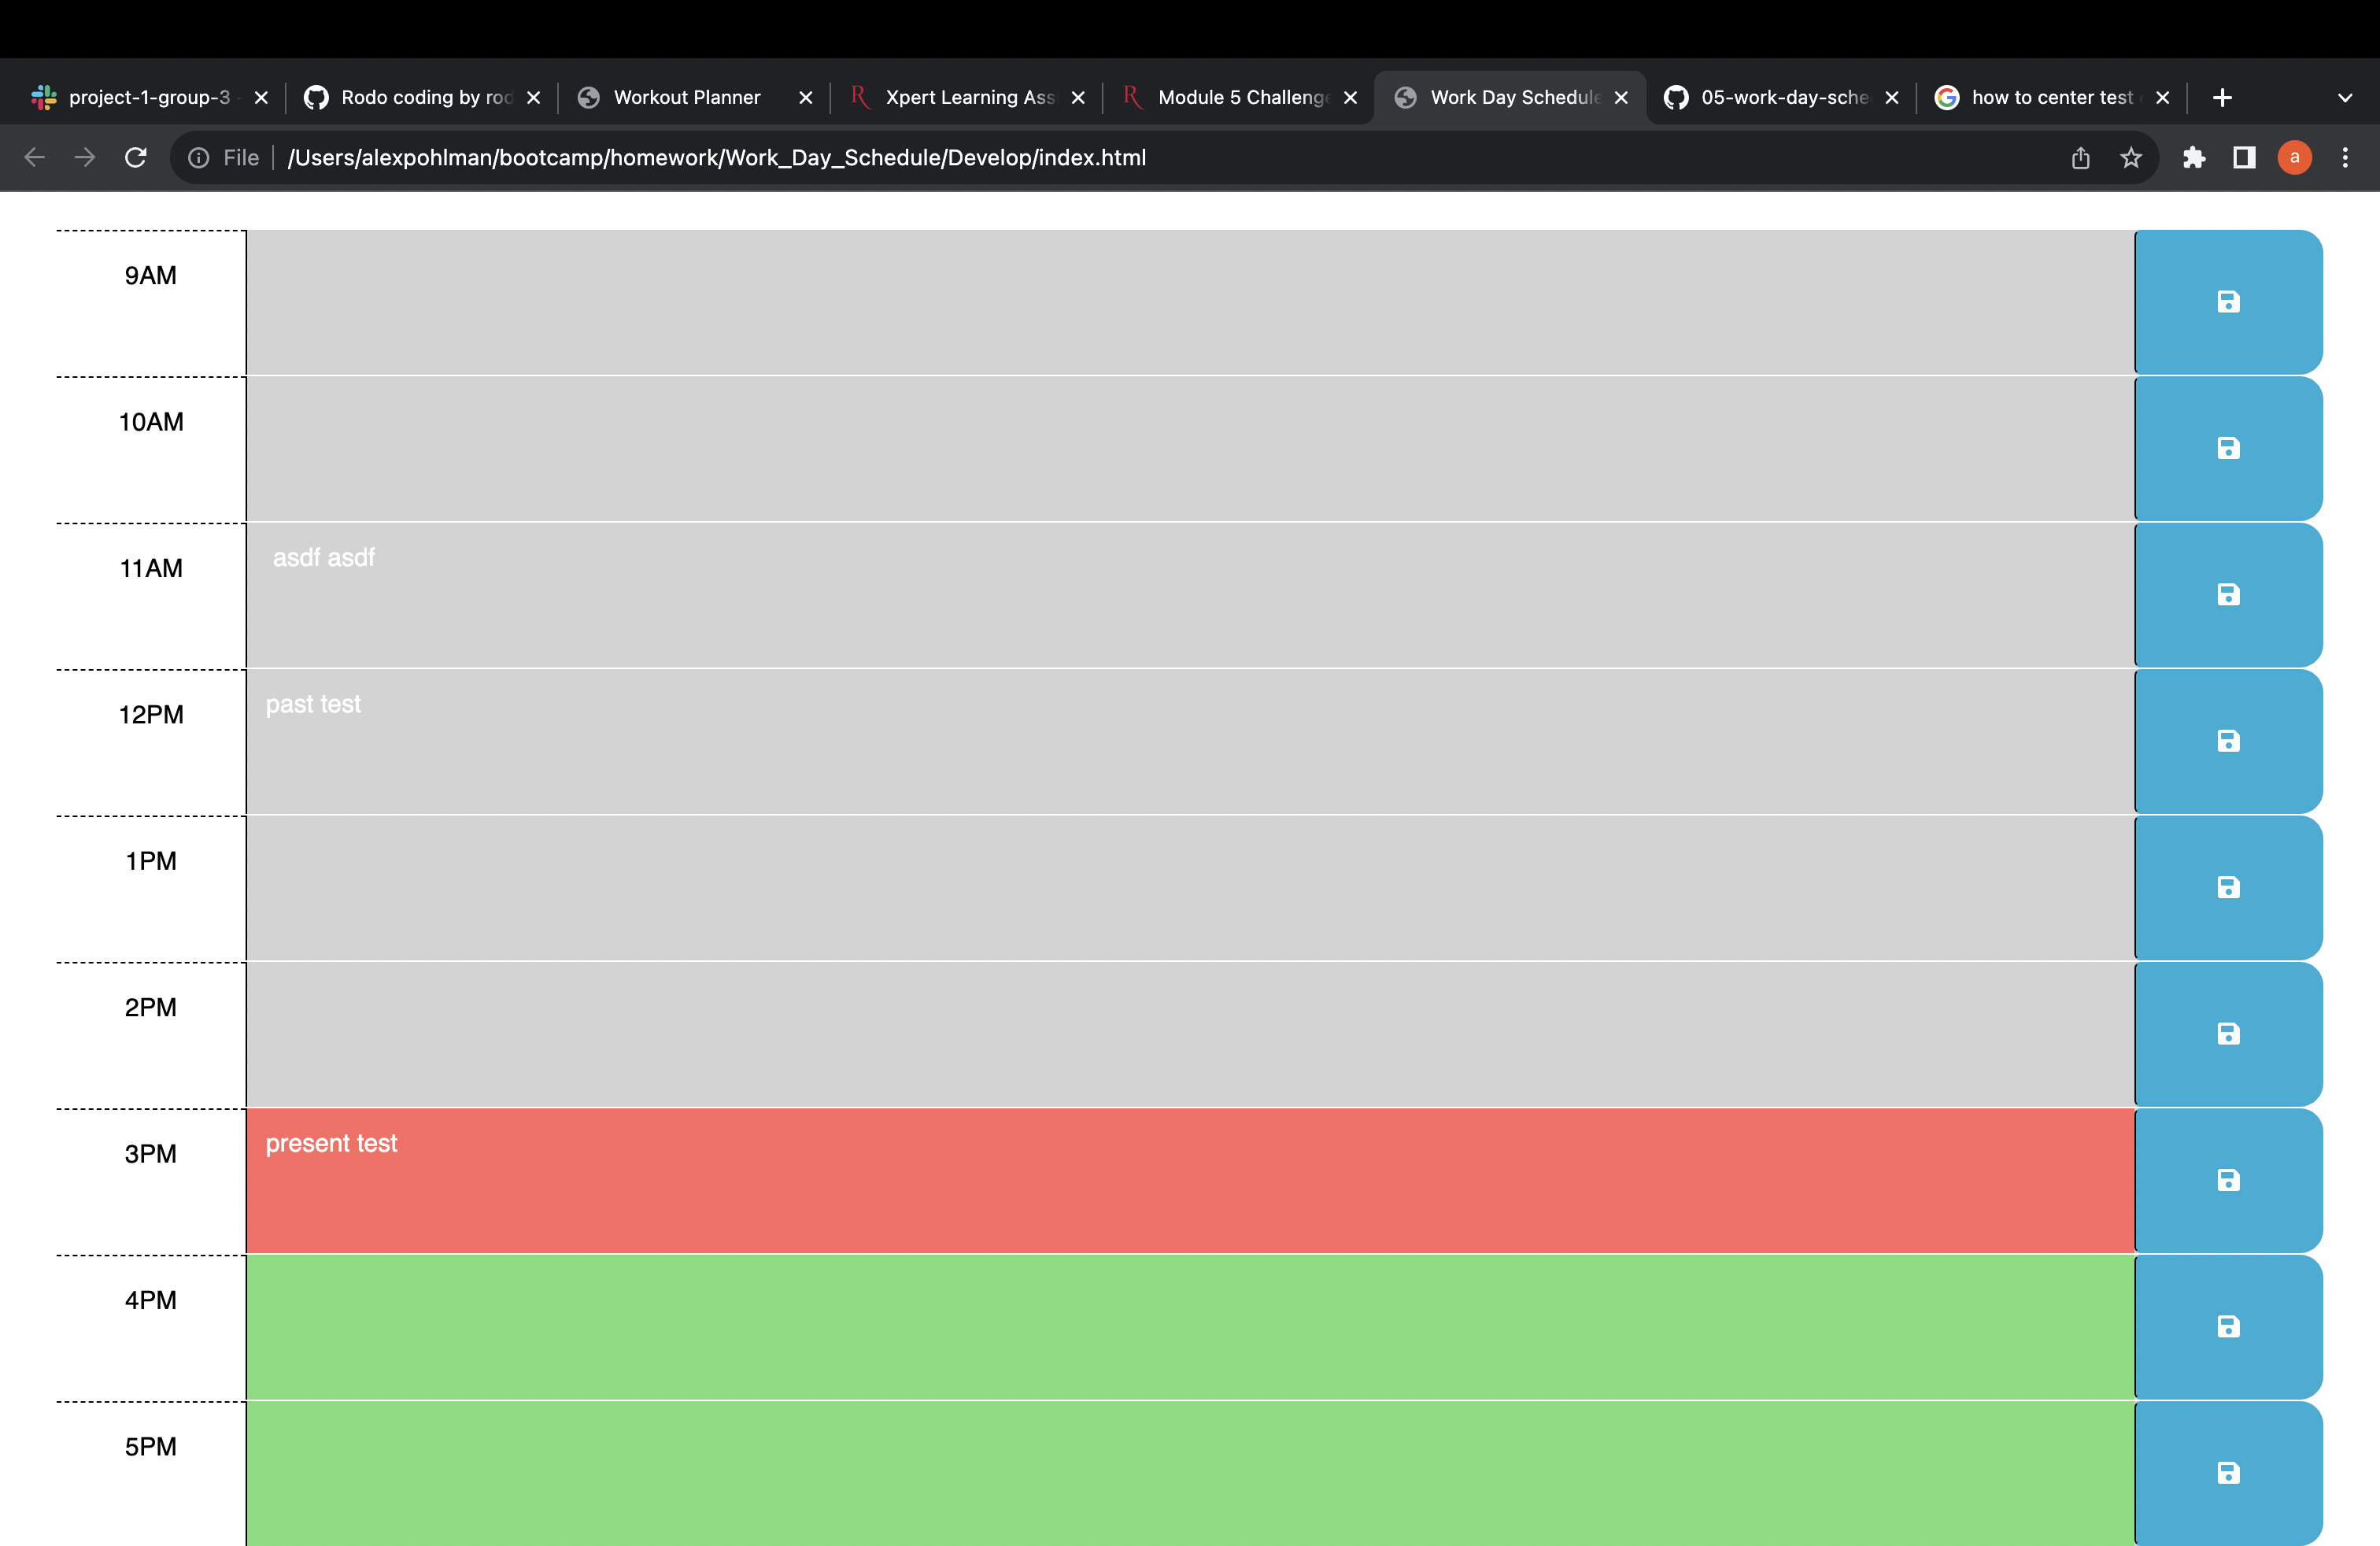 project-1-group-3 -
Rodo coding by rod
Workout Planner
Xpert Learning Ass
Module 5 Challenge
Work Day Schedule
05-work-day-sche
how to center test
File
/Users/alexpohlman/bootcamp/homework/Work_Day_Schedule/Develop/index.html
a
9AM
10AM
11AM
asdf asdf
12PM
past test
1PM
2PM
3PM
present test
4PM
5PM